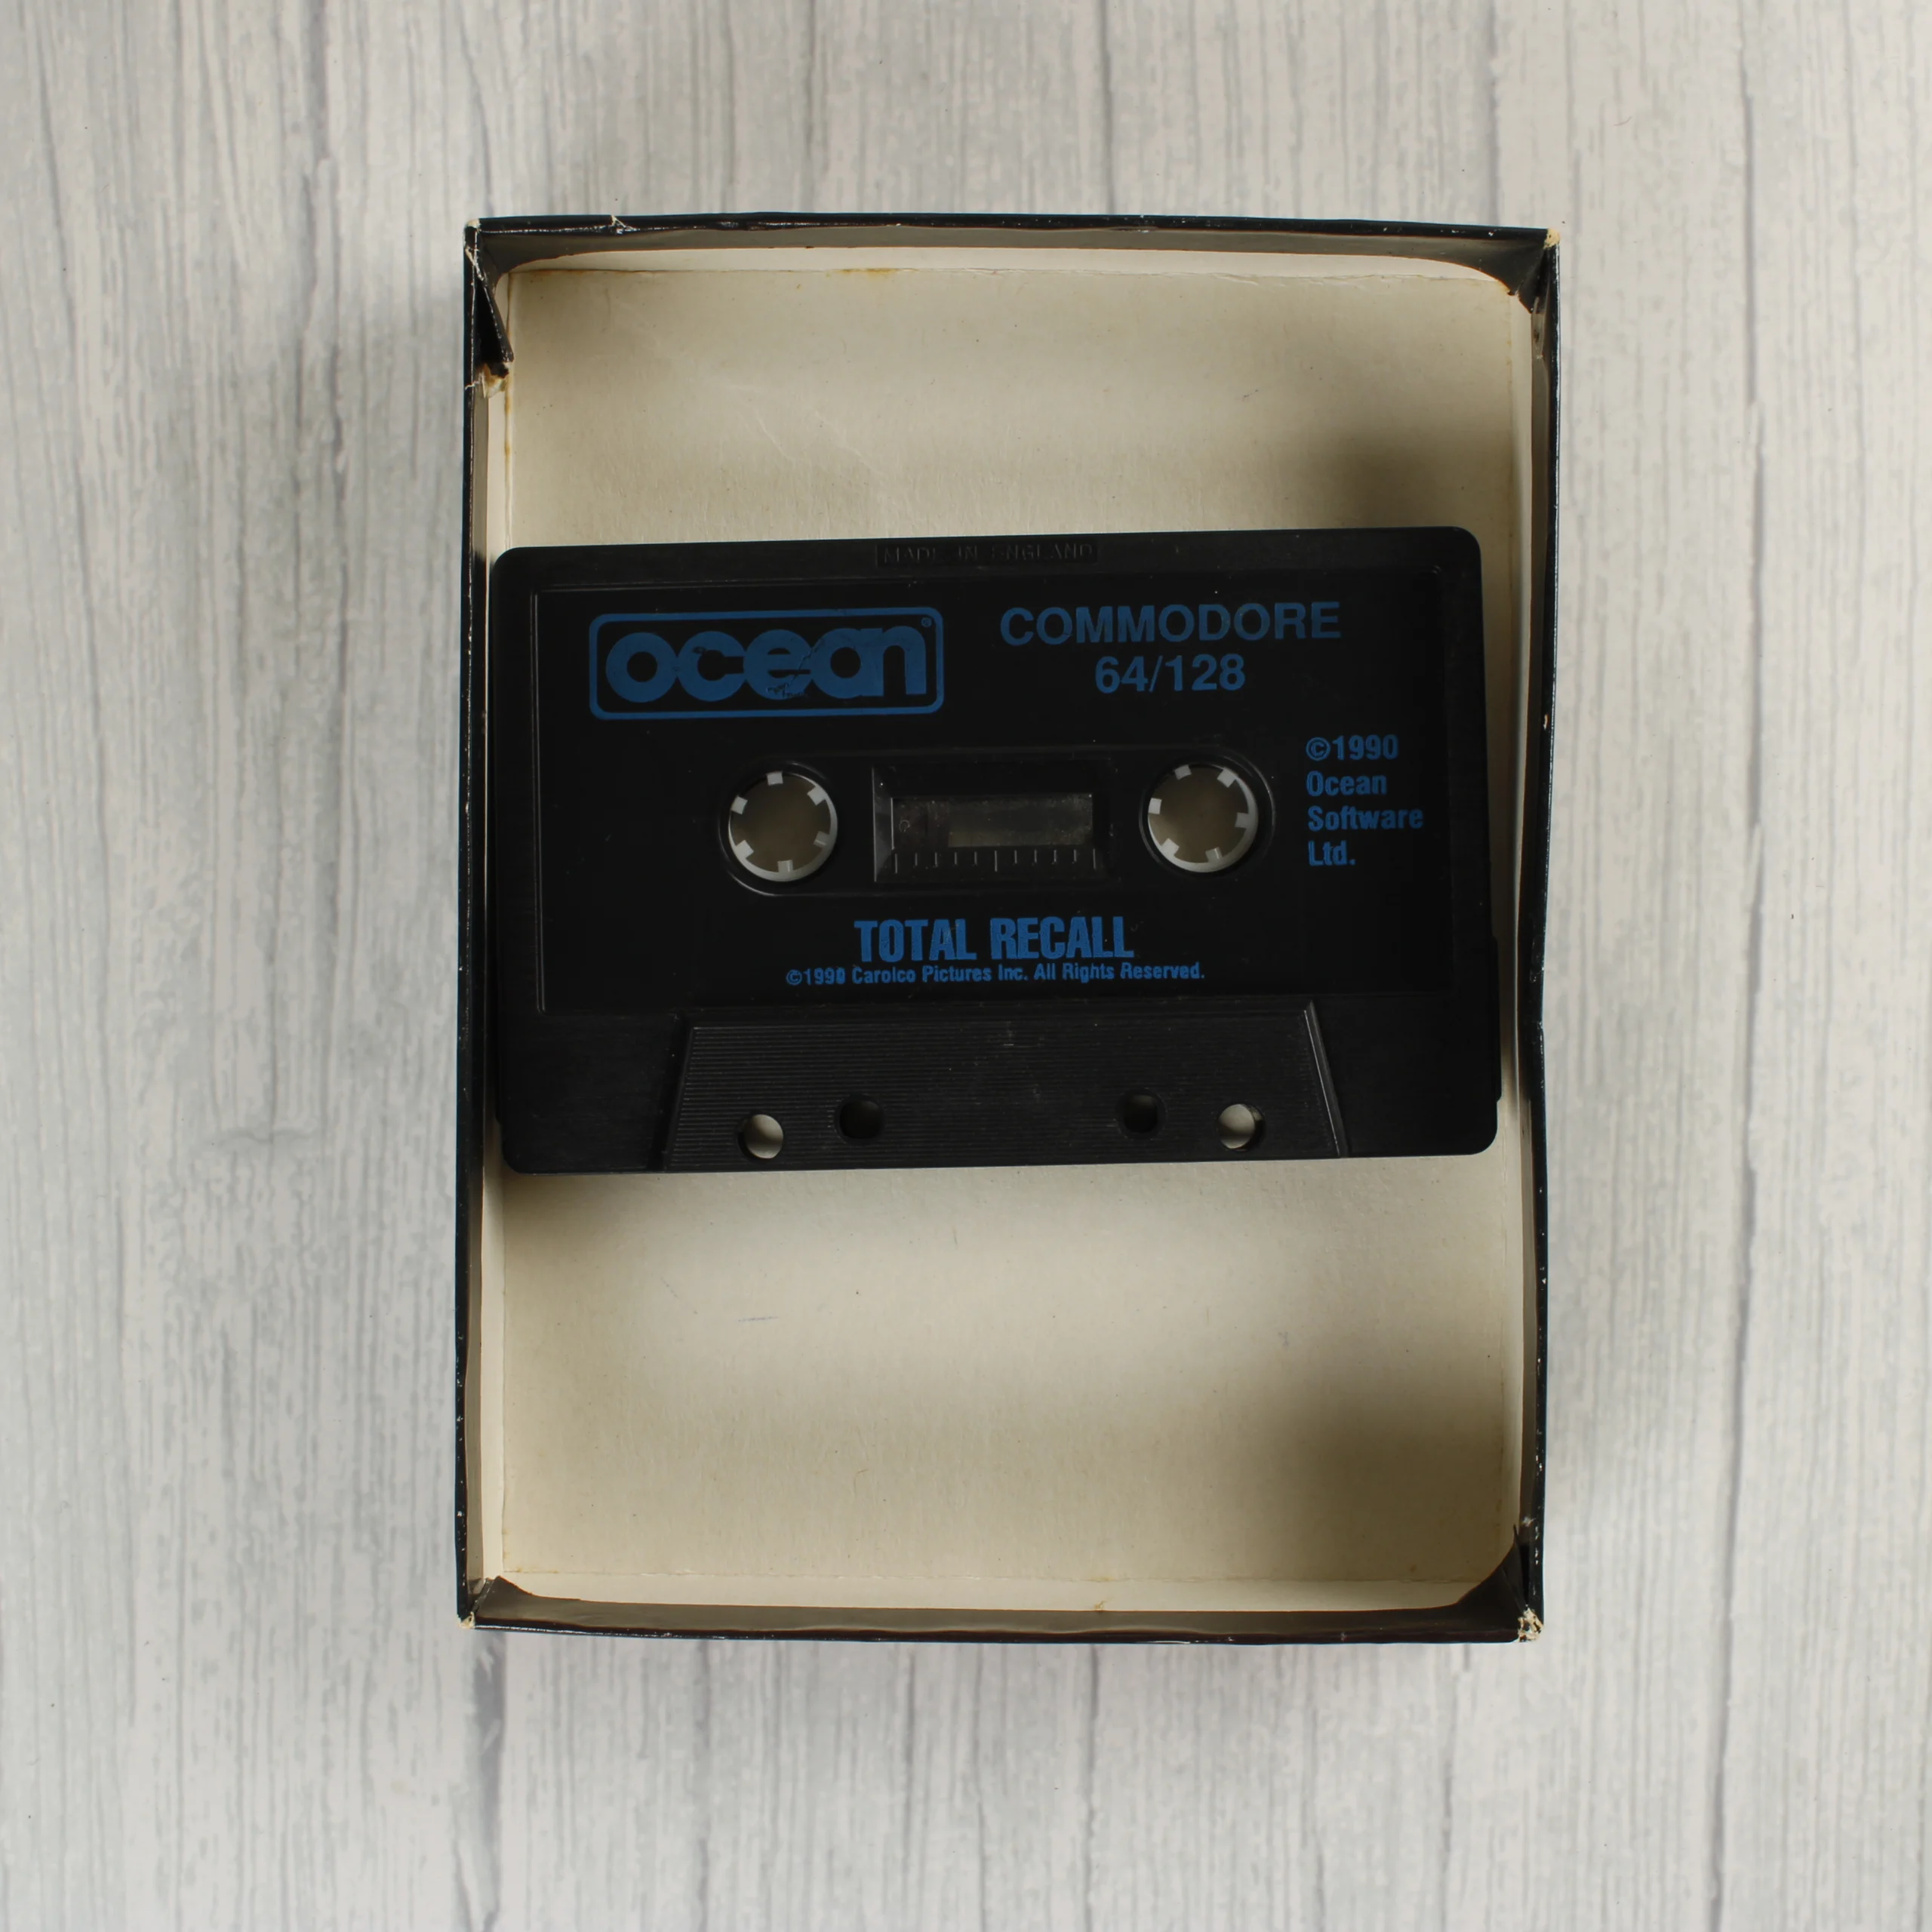 MADE IN ENGLAND
ocean®
COMMODORE
64/128
©1990
Ocean
Software
Ltd.
TOTAL RECALL
©1990 Carolco Pictures Inc. All Rights Reserved.